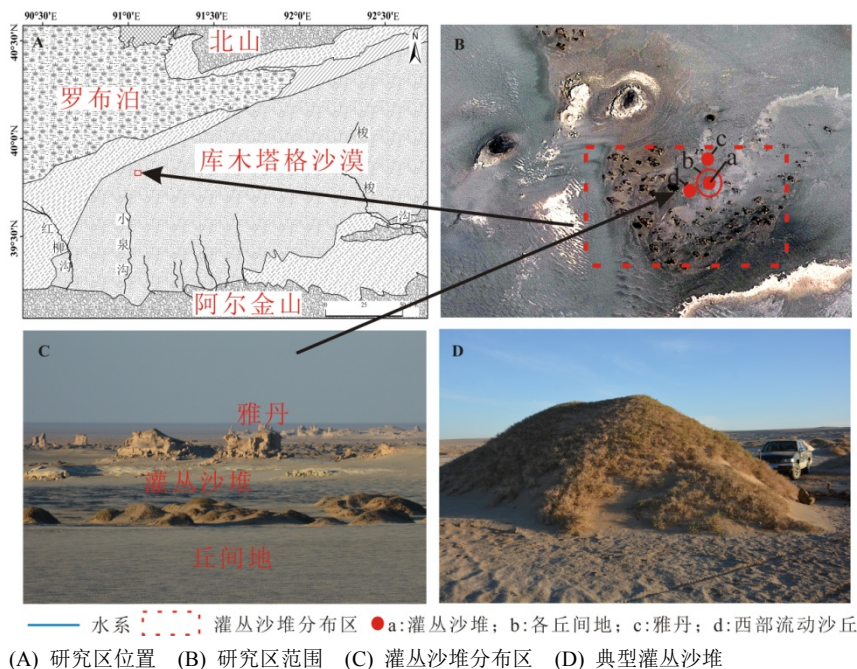 90°30'E 91°0'E 91°30'E 92°0'E 92°30'E
A
北山
N
B
40°30'N
罗布泊
40°0'N
库木塔格沙漠
梭
梭
沟
c
b a
d
39°30'N
红
柳
沟
小
泉
沟
阿尔金山
0 25 50
C
雅丹
灌丛沙堆
丘间地
D
水系 灌丛沙堆分布区 a:灌丛沙堆; b:各丘间地; c:雅丹; d:西部流动沙丘
(A) 研究区位置 (B) 研究区范围 (C) 灌丛沙堆分布区 (D) 典型灌丛沙堆